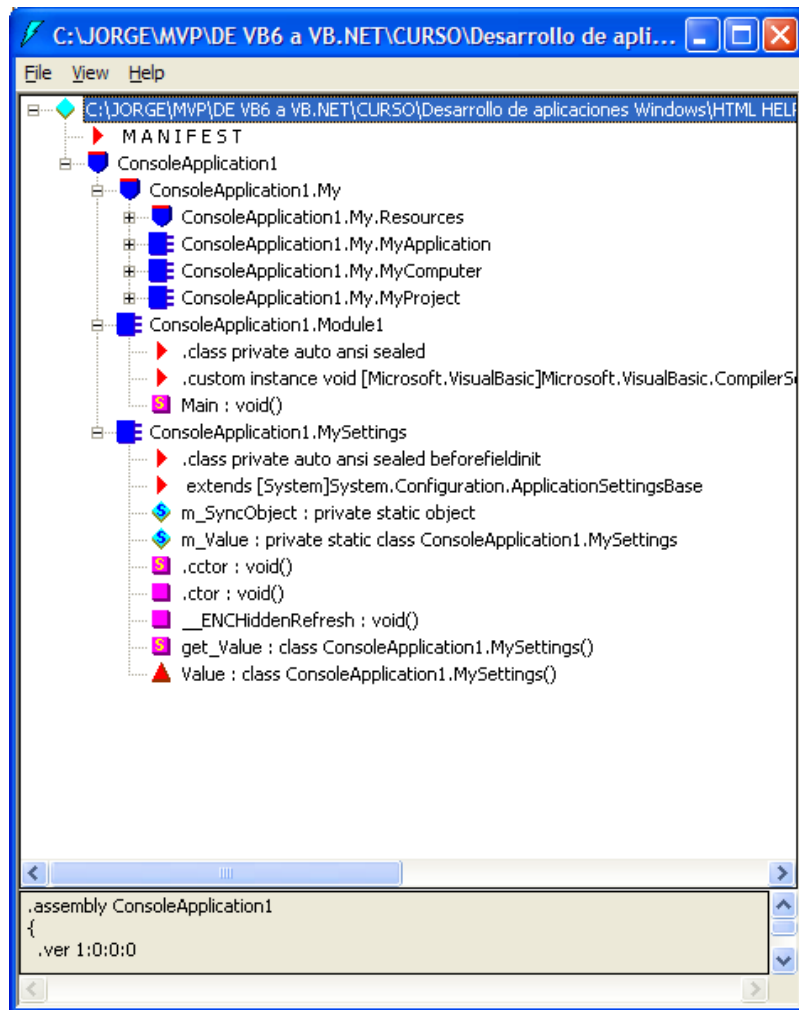 C:\JORGE\MVP\DE VB6 a VB.NET\CURSO\Desarrollo de apli...
File View Help
C:\JORGE\MVP\DE VB6 a VB.NET\CURSO\Desarrollo de aplicaciones Windows\HTML HELP
M A N I F E S T
ConsoleApplication1
ConsoleApplication1.My
ConsoleApplication1.My.Resources
ConsoleApplication1.My.MyApplication
ConsoleApplication1.My.MyComputer
ConsoleApplication1.My.MyProject
ConsoleApplication1.Module1
.class private auto ansi sealed
.custom instance void [Microsoft.VisualBasic]Microsoft.VisualBasic.CompilerSe
S Main : void()
ConsoleApplication1.MySettings
.class private auto ansi sealed beforefieldinit
extends [System]System.Configuration.ApplicationSettingsBase
S m_SyncObject : private static object
S m_Value : private static class ConsoleApplication1.MySettings
S .cctor : void()
.ctor : void()
__ENCHiddenRefresh : void()
S get_Value : class ConsoleApplication1.MySettings()
Value : class ConsoleApplication1.MySettings()
.assembly ConsoleApplication1
{
.ver 1:0:0:0